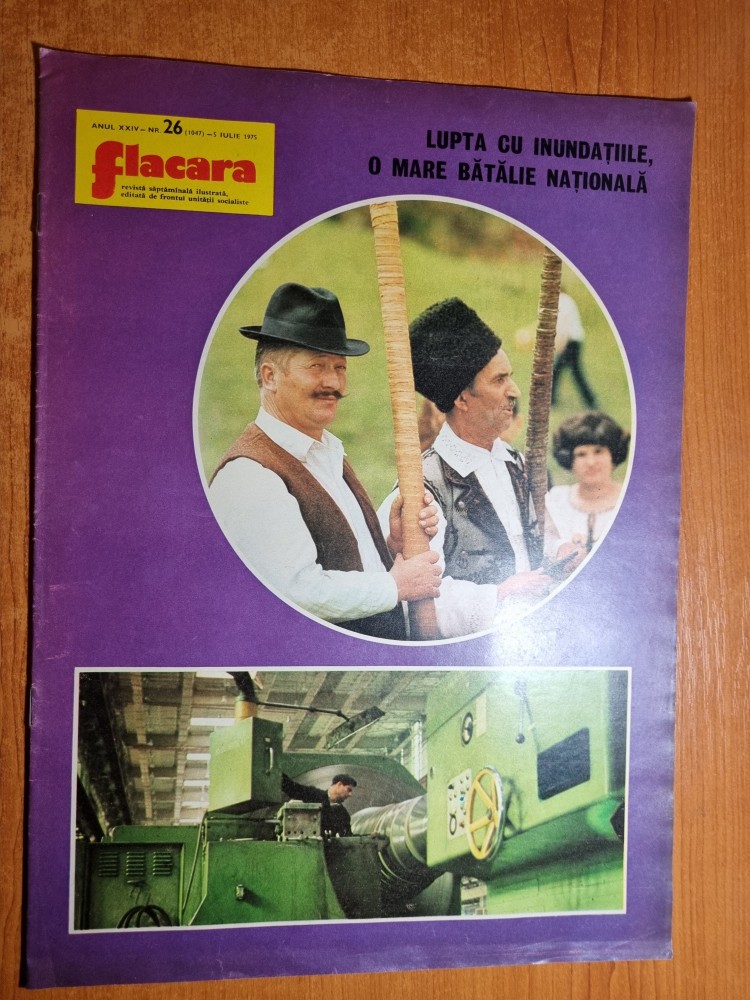 ANUL XXIV — NR. 26 (1047) — 5 IULIE 1975
flacara
revistă săptămînală ilustrată,
editată de frontul unității socialiste
LUPTA CU INUNDAȚIILE,
O MARE BĂTĂLIE NAȚIONALĂ